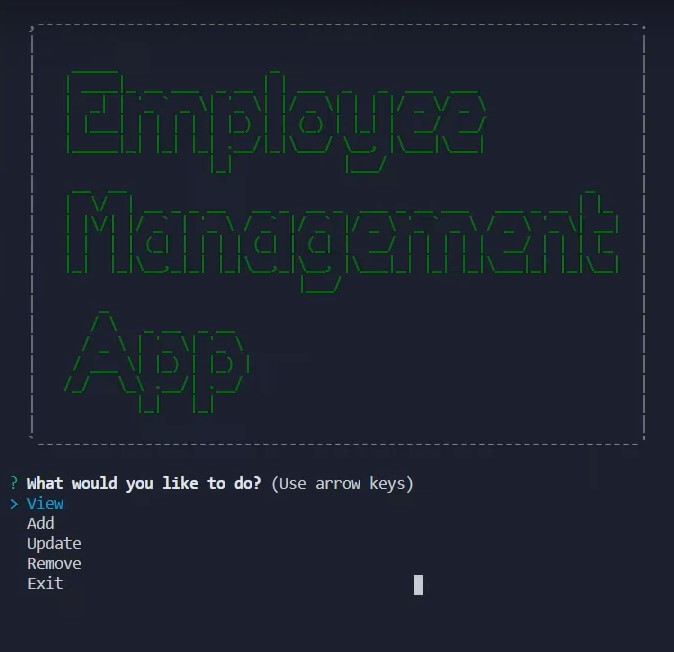 Employee
Management
App
? What would you like to do? (Use arrow keys)
> View
Add
Update
Remove
Exit